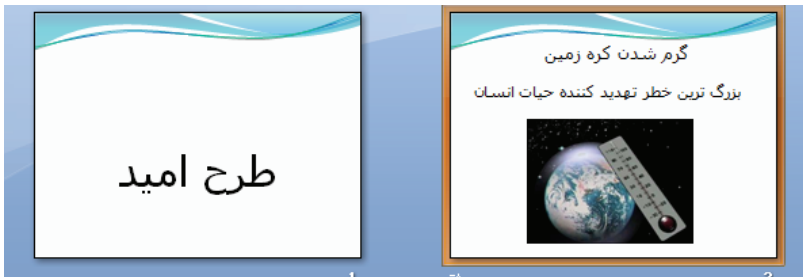 گرم شدن کره زمین
بزرگ ترین خطر تهدید کننده حیات انسان
طرح امید